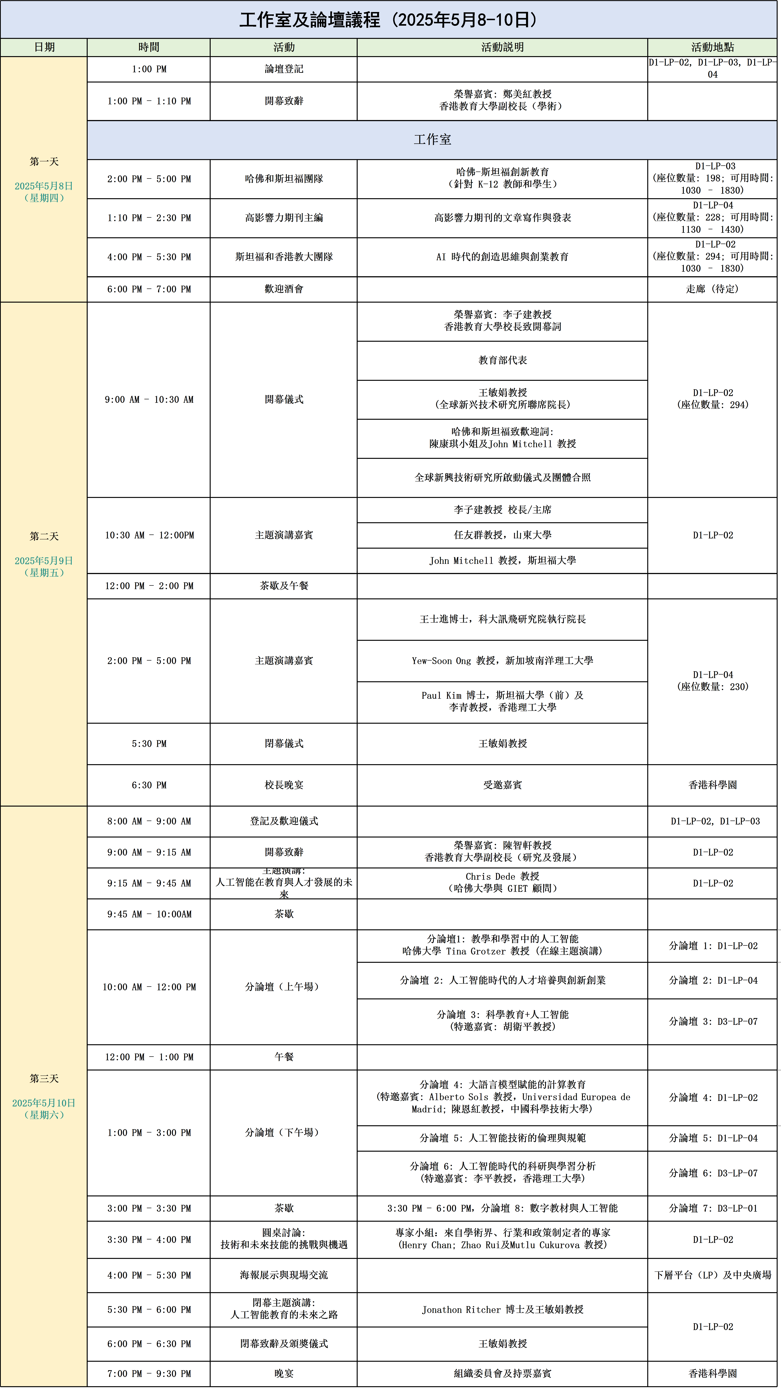 工作室及論壇議程 (2025年5月8-10日)
日期 時間 活動 活動説明 活動地點
第一天
2025年5月8日
(星期四)
1:00 PM 論壇登記 D1-LP-02, D1-LP-03, D1-LP-
04
1:00 PM - 1:10 PM 開幕致辭 榮譽嘉賓: 鄭美紅教授
香港教育大學副校長 (學術)
工作室
2:00 PM - 5:00 PM 哈佛和斯坦福團隊 哈佛-斯坦福創新教育
(針對 K-12 教師和學生)
D1-LP-03
(座位數量: 198; 可用時間:
1030 - 1830)
1:10 PM - 2:30 PM 高影響力期刊主編 高影響力期刊的文章寫作與發表
D1-LP-04
(座位數量: 228; 可用時間:
1130 - 1430)
4:00 PM - 5:30 PM 斯坦福和香港教大團隊 AI 時代的創造思維與創業教育
D1-LP-02
(座位數量: 294; 可用時間:
1030 - 1830)
6:00 PM - 7:00 PM 歡迎酒會 走廊 (待定)
第二天
2025年5月9日
(星期五)
9:00 AM - 10:30 AM 開幕儀式
榮譽嘉賓: 李子建教授
香港教育大學校長致開幕詞
教育部代表
王敏娟教授
(全球新兴技术研究所聯席院長)
哈佛和斯坦福致歡迎詞:
陳康琪小姐及John Mitchell 教授
全球新興技術研究所啟動儀式及團體合照
D1-LP-02
(座位數量: 294)
10:30 AM - 12:00PM 主題演講嘉賓
李子建教授 校長/主席
任友群教授, 山東大學
John Mitchell 教授, 斯坦福大學
D1-LP-02
12:00 PM - 2:00 PM 茶歇及午餐
2:00 PM - 5:00 PM 主題演講嘉賓
王士進博士, 科大訊飛研究院執行院長
Yew-Soon Ong 教授, 新加坡南洋理工大學
Paul Kim 博士, 斯坦福大學 (前) 及
李青教授, 香港理工大學
D1-LP-04
(座位數量: 230)
5:30 PM 閉幕儀式 王敏娟教授
6:30 PM 校長晚宴 受邀嘉賓 香港科學園
第三天
2025年5月10日
(星期六)
8:00 AM - 9:00 AM 登記及歡迎儀式 D1-LP-02, D1-LP-03
9:00 AM - 9:15 AM 開幕致辭 榮譽嘉賓: 陳智軒教授
香港教育大學副校長 (研究及發展)
D1-LP-02
9:15 AM - 9:45 AM
主題演講:
人工智能在教育與人才發展的未
來
Chris Dede 教授
(哈佛大學與 GIET 顧問)
D1-LP-02
9:45 AM - 10:00AM 茶歇
10:00 AM - 12:00 PM 分論壇 (上午場)
分論壇1: 教學和學習中的人工智能
哈佛大學 Tina Grotzer 教授 (在線主題演講)
分論壇 1: D1-LP-02
分論壇 2: 人工智能時代的人才培養與創新創業 分論壇 2: D1-LP-04
分論壇 3: 科學教育+人工智能
(特邀嘉賓: 胡衛平教授)
分論壇 3: D3-LP-07
12:00 PM - 1:00 PM 午餐
1:00 PM - 3:00 PM 分論壇 (下午場)
分論壇 4: 大語言模型賦能的計算教育
(特邀嘉賓: Alberto Sols 教授, Universidad Europea de
Madrid; 陳恩紅教授, 中國科學技術大學)
分論壇 4: D1-LP-02
分論壇 5: 人工智能技術的倫理與規範 分論壇 5: D1-LP-04
分論壇 6: 人工智能時代的科研與學習分析
(特邀嘉賓: 李平教授, 香港理工大學)
分論壇 6: D3-LP-07
3:00 PM - 3:30 PM 茶歇 3:30 PM - 6:00 PM, 分論壇 8: 數字教材與人工智能 分論壇 7: D3-LP-01
3:30 PM - 4:00 PM
圓桌討論:
技術和未來技能的挑戰與機遇
專家小組: 來自學術界、行業和政策制定者的專家
(Henry Chan; Zhao Rui及Mutlu Cukurova 教授)
D1-LP-02
4:00 PM - 5:30 PM 海報展示與現場交流 下層平台 (LP) 及中央廣場
5:30 PM - 6:00 PM
閉幕主題演講:
人工智能教育的未來之路
Jonathon Ritcher 博士及王敏娟教授
D1-LP-02
6:00 PM - 6:30 PM 閉幕致辭及頒獎儀式 王敏娟教授
7:00 PM - 9:30 PM 晚宴 組織委員會及持票嘉賓 香港科學園